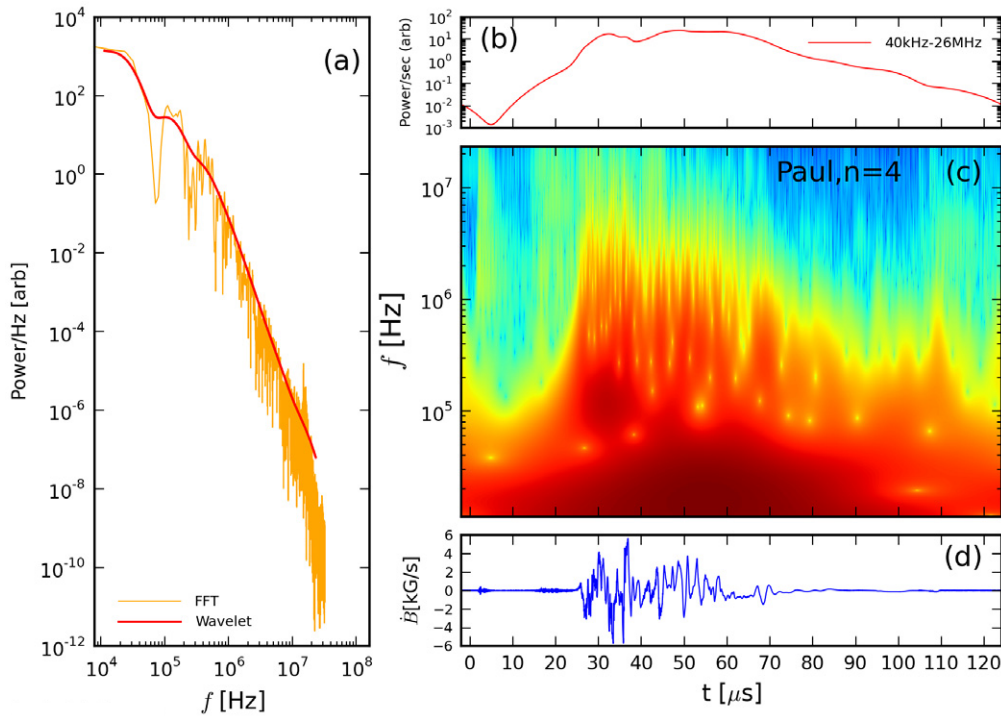 (a)
Power/Hz [arb]
10^4
10^2
10^0
10^-2
10^-4
10^-6
10^-8
10^-10
10^-12
FFT
Wavelet
10^4 10^5 10^6 10^7 10^8
f [Hz]
(b)
Power/sec (arb)
10^2
10^1
10^0
10^-1
10^-2
10^-3
40kHz-26MHz
Paul,n=4 (c)
f [Hz]
10^7
10^6
10^5
(d)
Ḃ[kG/s]
6
4
2
0
-2
-4
-6
0 10 20 30 40 50 60 70 80 90 100 110 120
t [μs]